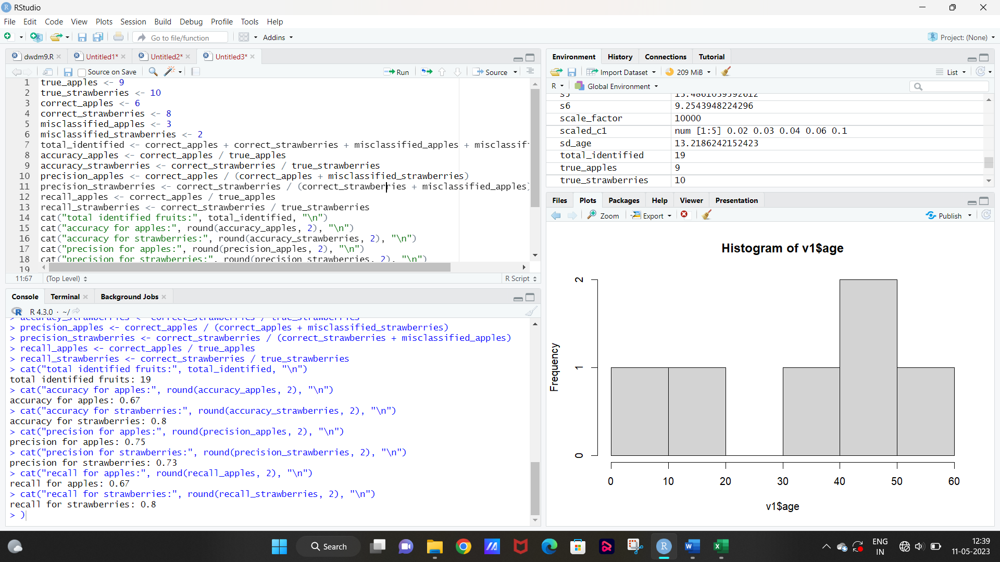 RStudio
File Edit Code View Plots Session Build Debug Profile Tools Help
Go to file/function Addins Project: (None)
dwdm9.R Untitled1* Untitled2* Untitled3*
Source on Save Run Source
1 true_apples <- 9
2 true_strawberries <- 10
3 correct_apples <- 6
4 correct_strawberries <- 8
5 misclassified_apples <- 3
6 misclassified_strawberries <- 2
7 total_identified <- correct_apples + correct_strawberries + misclassified_apples + misclassif
8 accuracy_apples <- correct_apples / true_apples
9 accuracy_strawberries <- correct_strawberries / true_strawberries
10 precision_apples <- correct_apples / (correct_apples + misclassified_strawberries)
11 precision_strawberries <- correct_strawberries / (correct_strawberries + misclassified_apples)
12 recall_apples <- correct_apples / true_apples
13 recall_strawberries <- correct_strawberries / true_strawberries
14 cat("total identified fruits:", total_identified, "\n")
15 cat("accuracy for apples:", round(accuracy_apples, 2), "\n")
16 cat("accuracy for strawberries:", round(accuracy_strawberries, 2), "\n")
17 cat("precision for apples:", round(precision_apples, 2), "\n")
18 cat("precision for strawberries:", round(precision_strawberries, 2), "\n")
19
11:67 (Top Level) R Script
Console Terminal Background Jobs
R 4.3.0 · ~/
> accuracy_strawberries <- correct_strawberries / true_strawberries
> precision_apples <- correct_apples / (correct_apples + misclassified_strawberries)
> precision_strawberries <- correct_strawberries / (correct_strawberries + misclassified_apples)
> recall_apples <- correct_apples / true_apples
> recall_strawberries <- correct_strawberries / true_strawberries
> cat("total identified fruits:", total_identified, "\n")
total identified fruits: 19
> cat("accuracy for apples:", round(accuracy_apples, 2), "\n")
accuracy for apples: 0.67
> cat("accuracy for strawberries:", round(accuracy_strawberries, 2), "\n")
accuracy for strawberries: 0.8
> cat("precision for apples:", round(precision_apples, 2), "\n")
precision for apples: 0.75
> cat("precision for strawberries:", round(precision_strawberries, 2), "\n")
precision for strawberries: 0.73
> cat("recall for apples:", round(recall_apples, 2), "\n")
recall for apples: 0.67
> cat("recall for strawberries:", round(recall_strawberries, 2), "\n")
recall for strawberries: 0.8
> )
Environment History Connections Tutorial
Import Dataset 209 MiB List
R Global Environment
s5 13.4861059592612
s6 9.2543948224296
scale_factor 10000
scaled_c1 num [1:5] 0.02 0.03 0.04 0.06 0.1
sd_age 13.2186242152423
total_identified 19
true_apples 9
true_strawberries 10
Files Plots Packages Help Viewer Presentation
Zoom Export Publish
Histogram of v1$age
Frequency
2
1
0
0 10 20 30 40 50 60
v1$age
Search
ENG
IN
12:39
11-05-2023